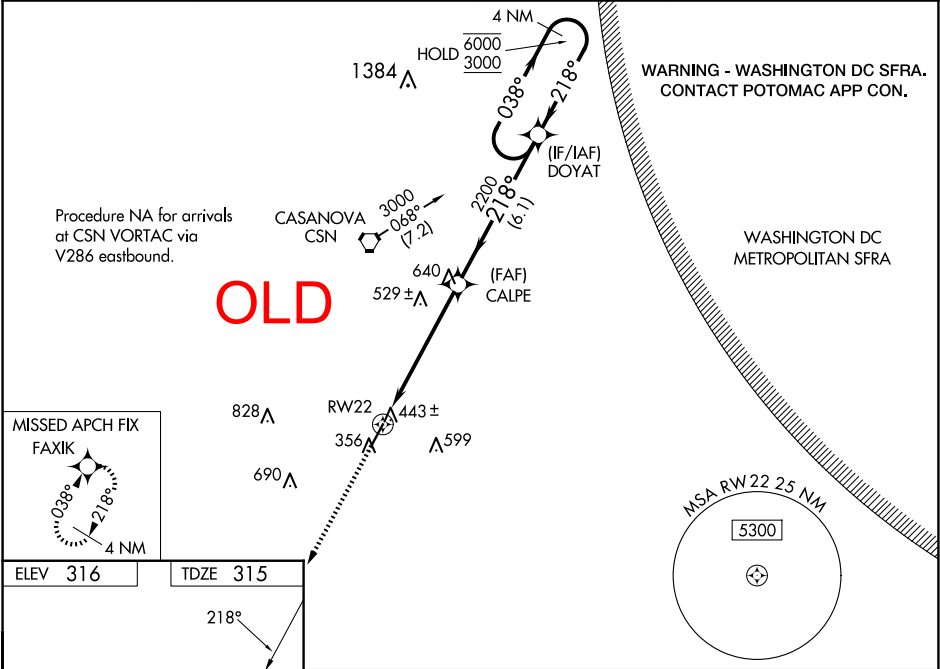 4 NM
HOLD 6000
3000
1384
038°
218°
WARNING - WASHINGTON DC SFRA.
CONTACT POTOMAC APP CON.
(IF/IAF)
DOYAT
2200
218°
(6.1)
Procedure NA for arrivals
at CSN VORTAC via
V286 eastbound.
CASANOVA
CSN
3000
068°
(7.2)
WASHINGTON DC
METROPOLITAN SFRA
640
(FAF)
CALPE
529 ±
OLD
828
RW22
443 ±
356
599
690
MISSED APCH FIX
FAXIK
038°
218°
4 NM
MSA RW 22 25 NM
5300
ELEV 316
TDZE 315
218°